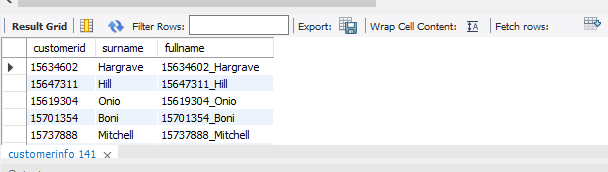 Result Grid Filter Rows: Export: Wrap Cell Content: IA Fetch rows:
customerid surname fullname
15634602 Hargrave 15634602_Hargrave
15647311 Hill 15647311_Hill
15619304 Onio 15619304_Onio
15701354 Boni 15701354_Boni
15737888 Mitchell 15737888_Mitchell
customerinfo 141 ×